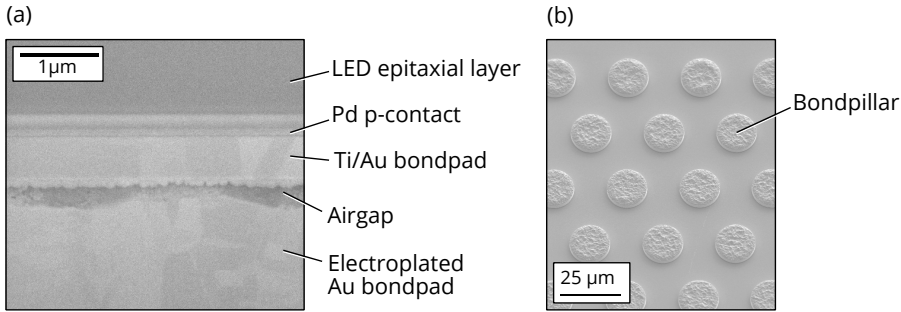 (a)
1μm
LED epitaxial layer
Pd p-contact
Ti/Au bondpad
Airgap
Electroplated
Au bondpad
(b)
Bondpillar
25 μm